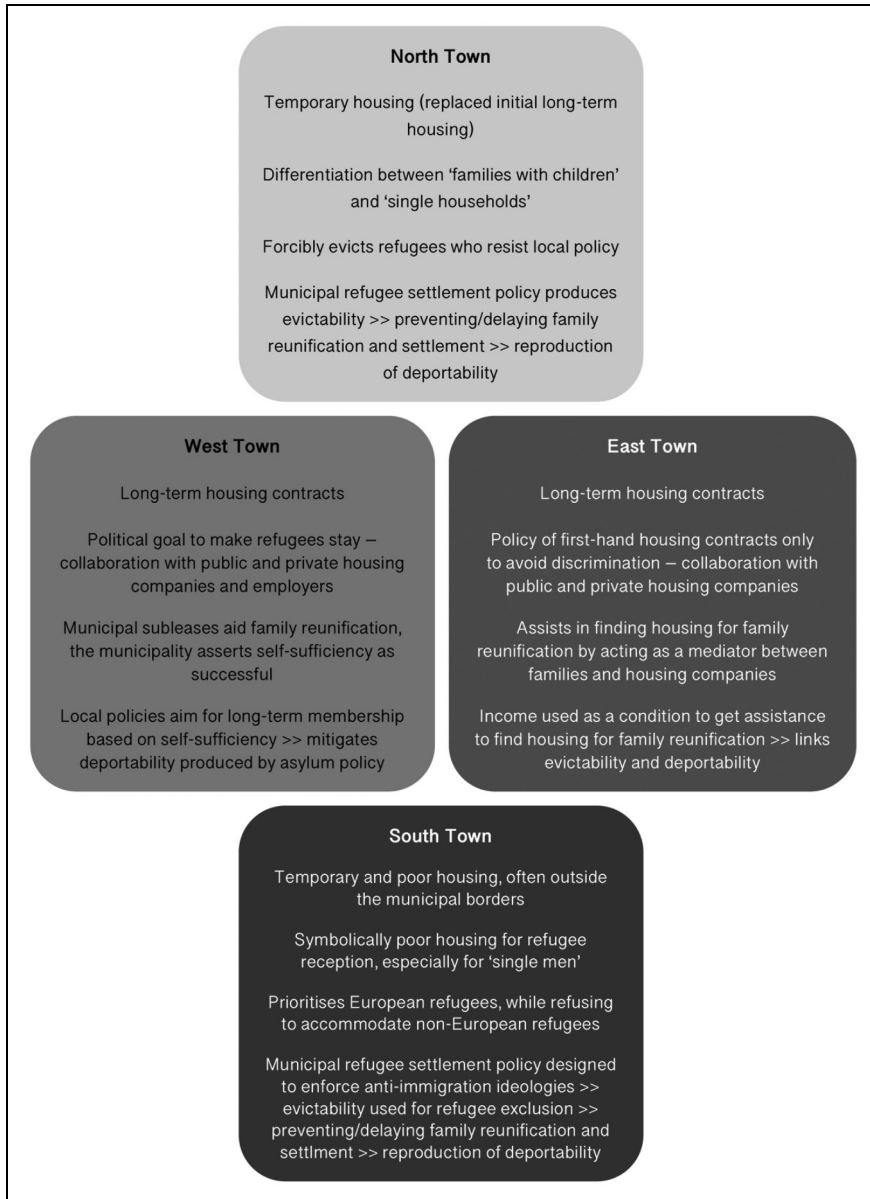 North Town
Temporary housing (replaced initial long-term
housing)
Differentiation between ‘families with children’
and ‘single households’
Forcibly evicts refugees who resist local policy
Municipal refugee settlement policy produces
evictability >> preventing/delaying family
reunification and settlement >> reproduction
of deportability
West Town
Long-term housing contracts
Political goal to make refugees stay –
collaboration with public and private housing
companies and employers
Municipal subleases aid family reunification,
the municipality asserts self-sufficiency as
successful
Local policies aim for long-term membership
based on self-sufficiency >> mitigates
deportability produced by asylum policy
East Town
Long-term housing contracts
Policy of first-hand housing contracts only
to avoid discrimination – collaboration with
public and private housing companies
Assists in finding housing for family
reunification by acting as a mediator between
families and housing companies
Income used as a condition to get assistance
to find housing for family reunification >> links
evictability and deportability
South Town
Temporary and poor housing, often outside
the municipal borders
Symbolically poor housing for refugee
reception, especially for ‘single men’
Prioritises European refugees, while refusing
to accommodate non-European refugees
Municipal refugee settlement policy designed
to enforce anti-immigration ideologies >>
evictability used for refugee exclusion >>
preventing/delaying family reunification and
settlment >> reproduction of deportability